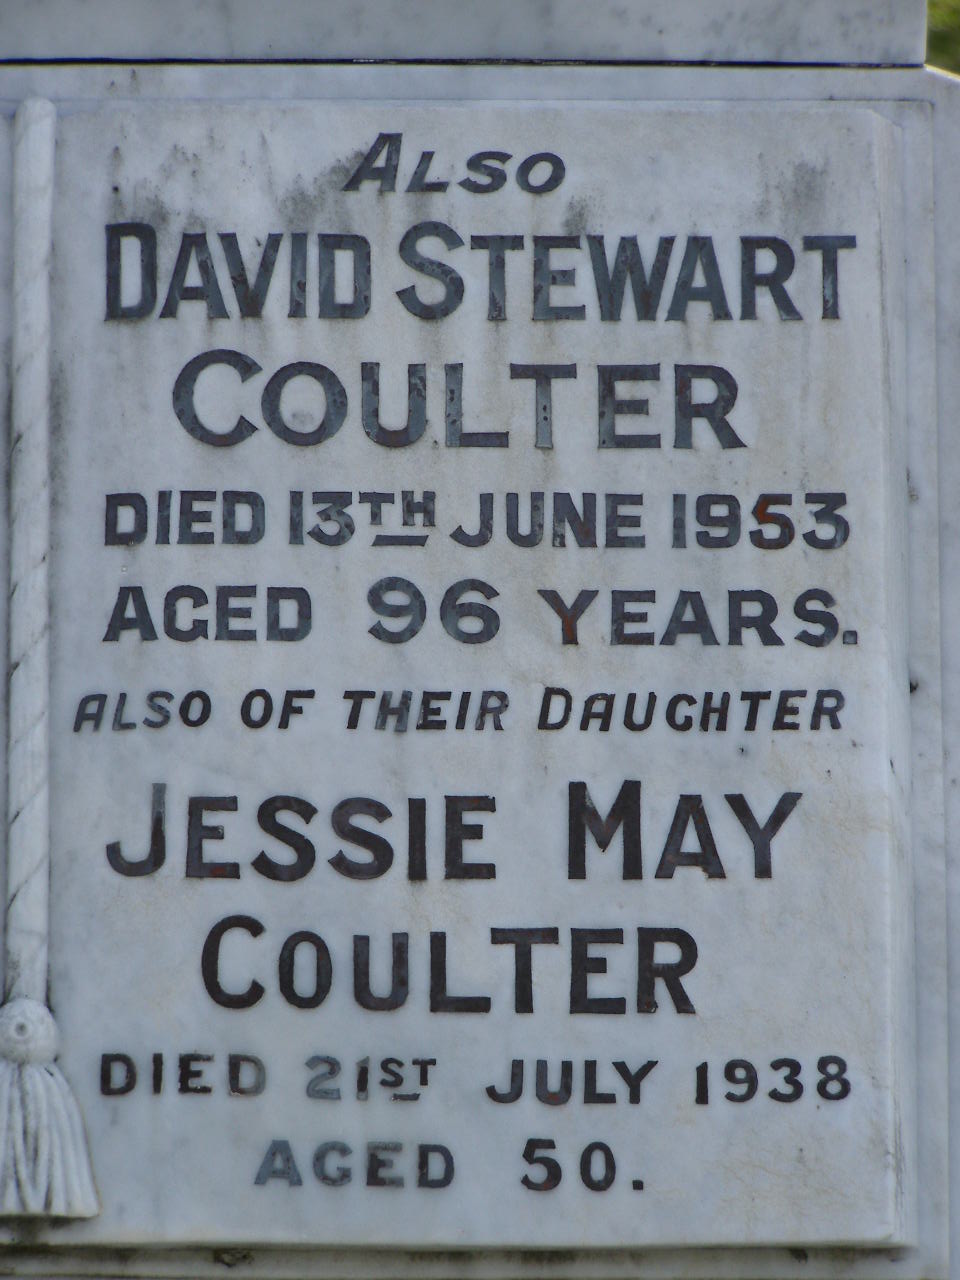 ALSO
DAVID STEWART
COULTER
DIED 13TH JUNE 1953
AGED 96 YEARS.
ALSO OF THEIR DAUGHTER
JESSIE MAY
COULTER
DIED 21ST JULY 1938
AGED 50.